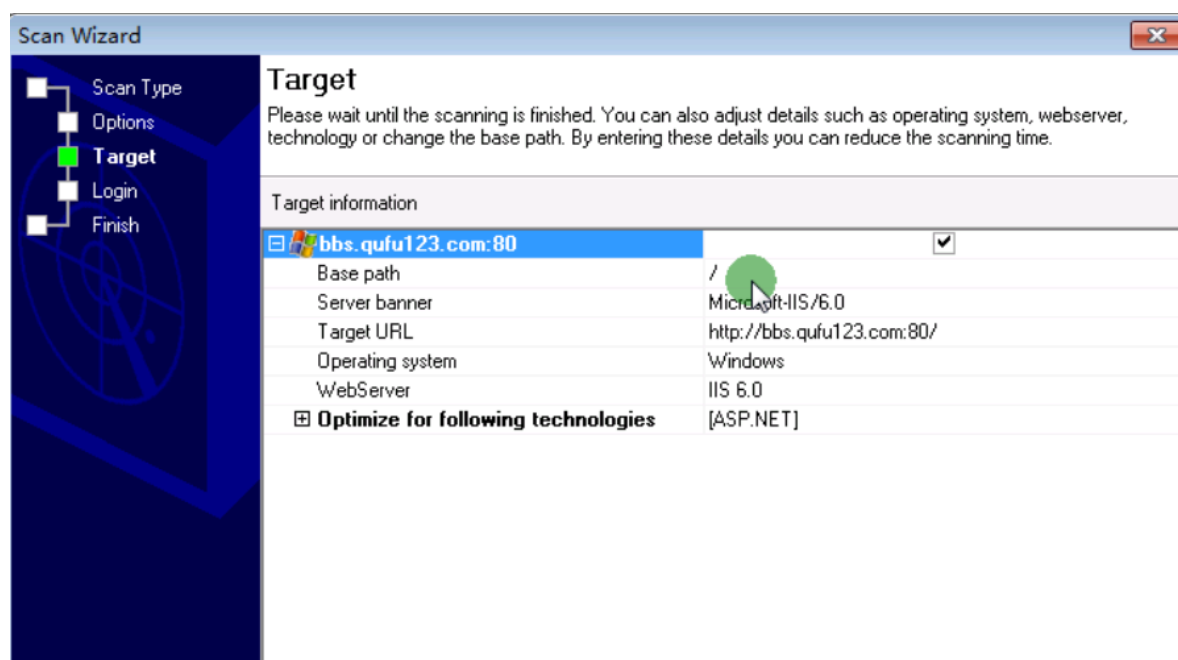 Scan Wizard
Scan Type
Options
Target
Login
Finish
Target
Please wait until the scanning is finished. You can also adjust details such as operating system, webserver,
technology or change the base path. By entering these details you can reduce the scanning time.
Target information
bbs.qufu123.com:80
Base path /
Server banner Microsoft-IIS/6.0
Target URL http://bbs.qufu123.com:80/
Operating system Windows
WebServer IIS 6.0
Optimize for following technologies [ASP.NET]